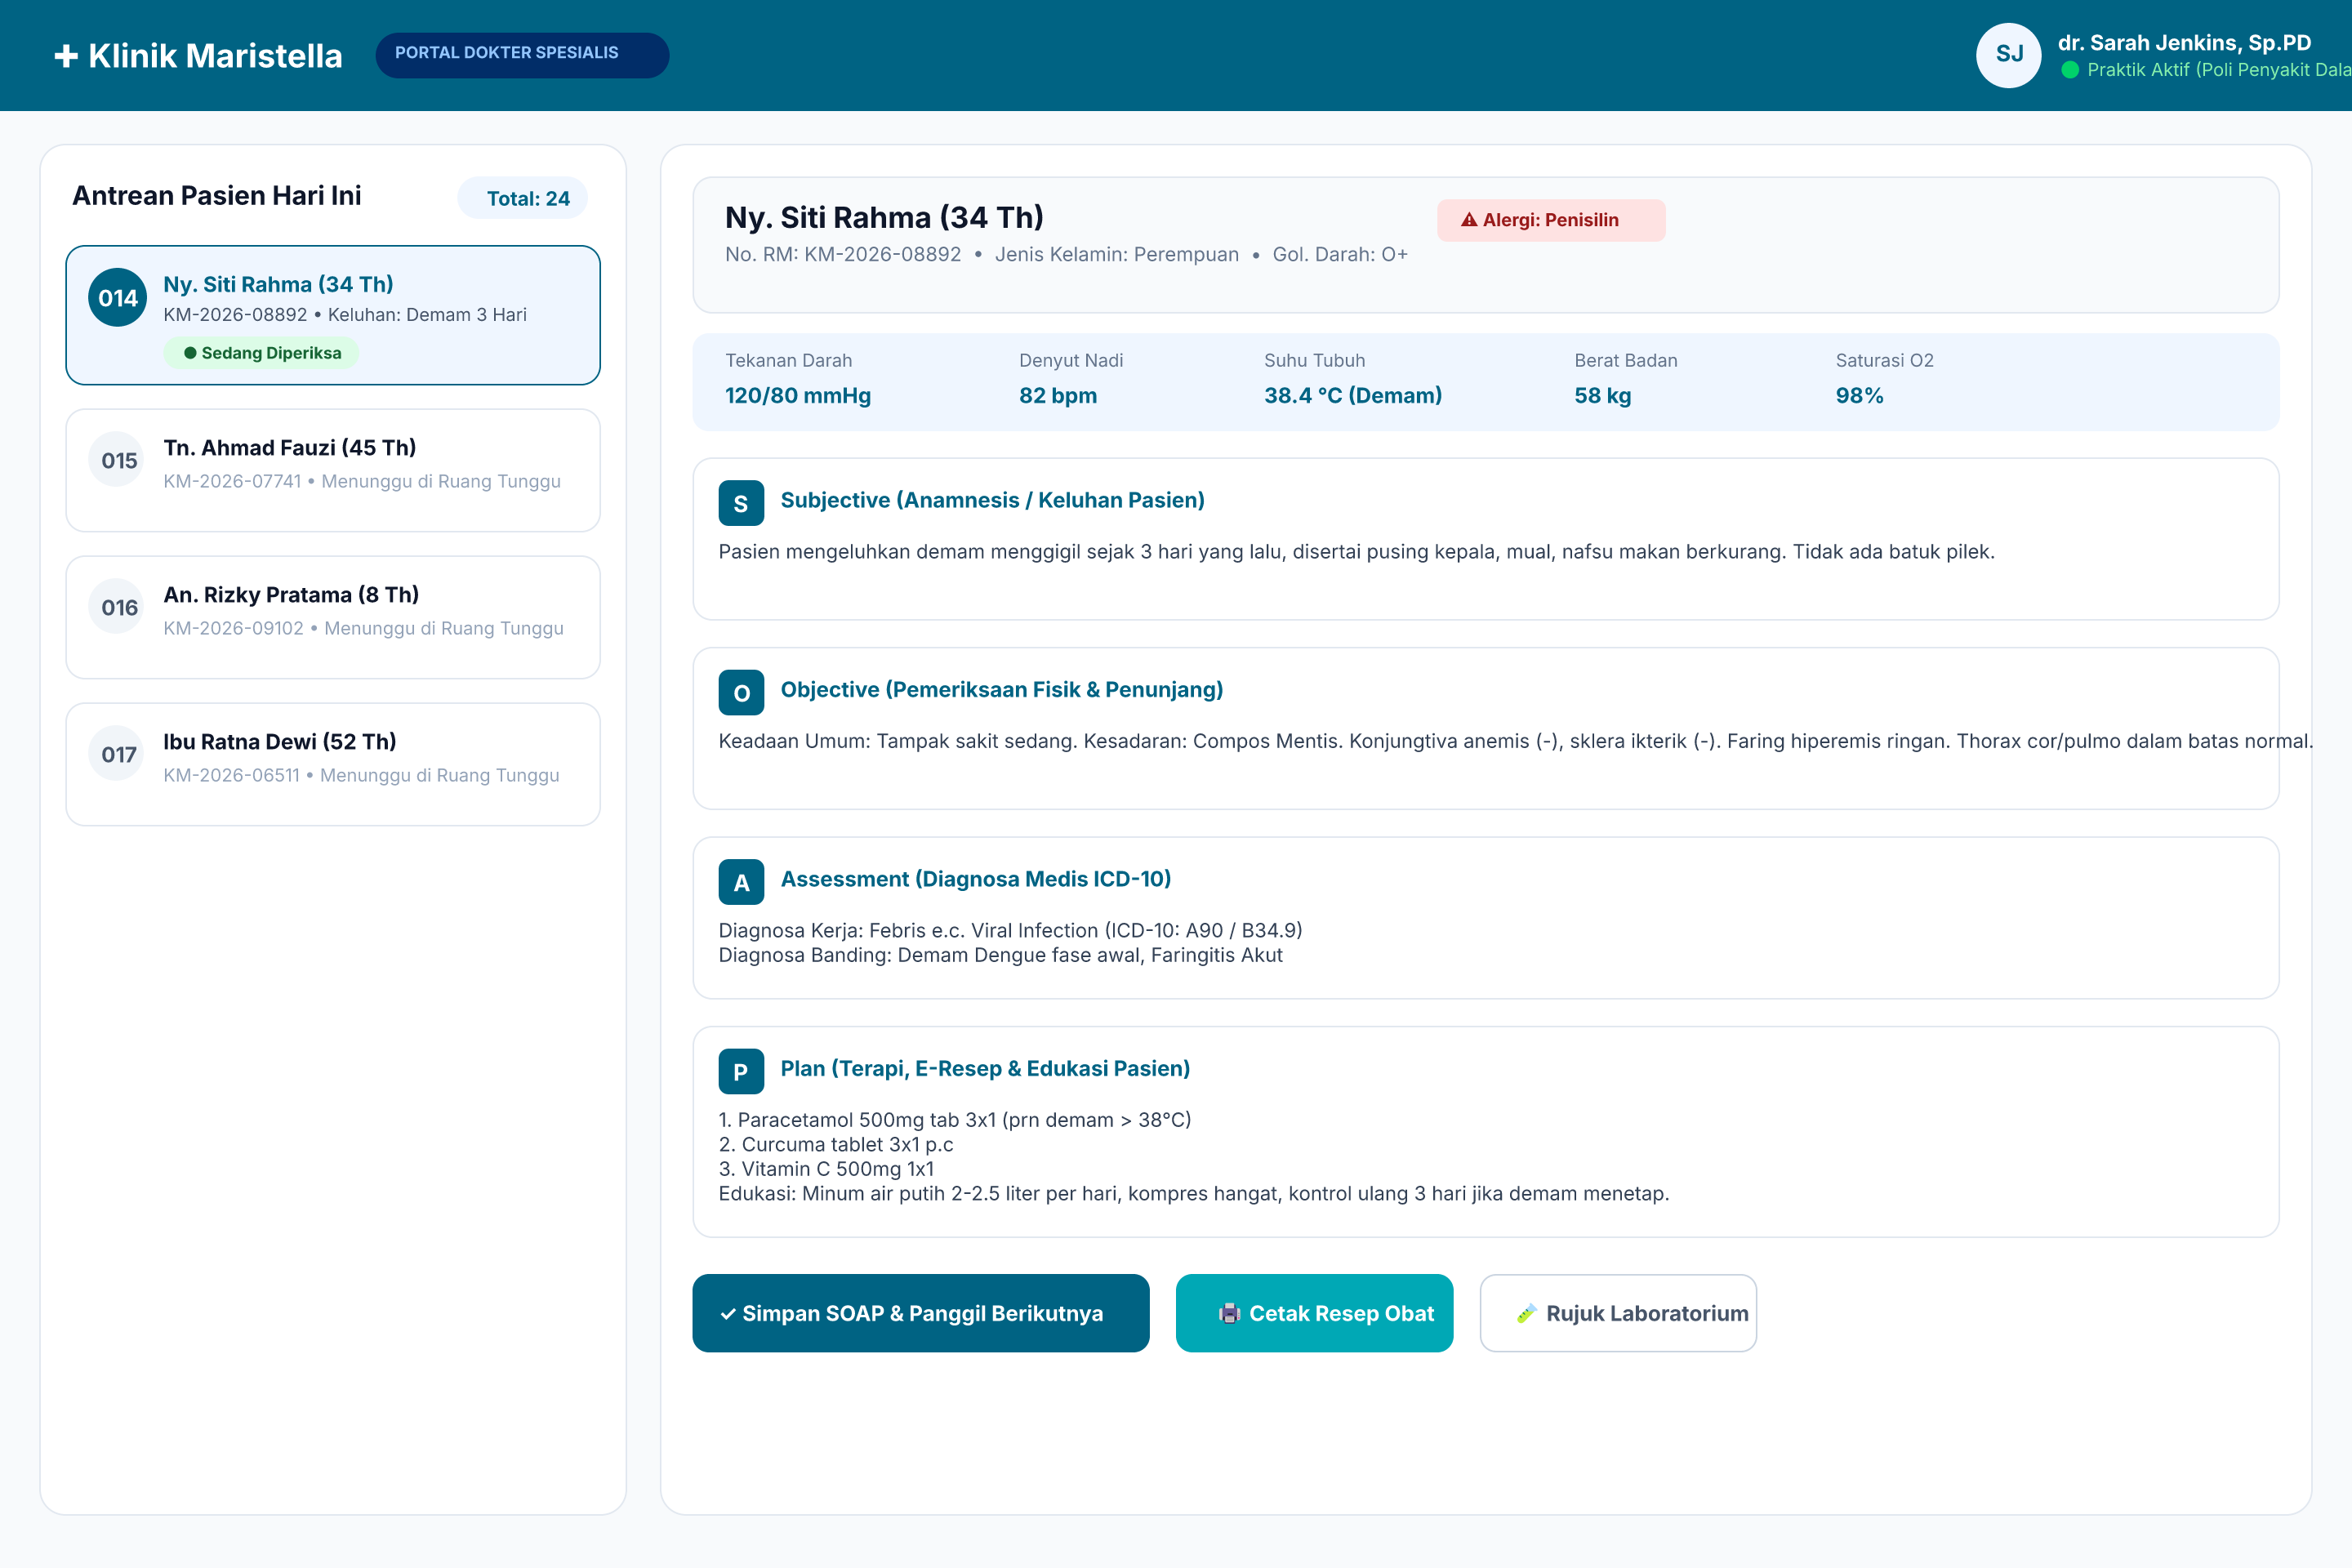 ✚ Klinik Maristella
PORTAL DOKTER SPESIALIS
SJ
dr. Sarah Jenkins, Sp.PD
Praktik Aktif (Poli Penyakit Dala
Antrean Pasien Hari Ini
Total: 24
014
Ny. Siti Rahma (34 Th)
KM-2026-08892 • Keluhan: Demam 3 Hari
● Sedang Diperiksa
015
Tn. Ahmad Fauzi (45 Th)
KM-2026-07741 • Menunggu di Ruang Tunggu
016
An. Rizky Pratama (8 Th)
KM-2026-09102 • Menunggu di Ruang Tunggu
017
Ibu Ratna Dewi (52 Th)
KM-2026-06511 • Menunggu di Ruang Tunggu
Ny. Siti Rahma (34 Th)
⚠ Alergi: Penisilin
No. RM: KM-2026-08892 • Jenis Kelamin: Perempuan • Gol. Darah: O+
Tekanan Darah
120/80 mmHg
Denyut Nadi
82 bpm
Suhu Tubuh
38.4 °C (Demam)
Berat Badan
58 kg
Saturasi O2
98%
S
Subjective (Anamnesis / Keluhan Pasien)
Pasien mengeluhkan demam menggigil sejak 3 hari yang lalu, disertai pusing kepala, mual, nafsu makan berkurang. Tidak ada batuk pilek.
O
Objective (Pemeriksaan Fisik & Penunjang)
Keadaan Umum: Tampak sakit sedang. Kesadaran: Compos Mentis. Konjungtiva anemis (-), sklera ikterik (-). Faring hiperemis ringan. Thorax cor/pulmo dalam batas normal.
A
Assessment (Diagnosa Medis ICD-10)
Diagnosa Kerja: Febris e.c. Viral Infection (ICD-10: A90 / B34.9)
Diagnosa Banding: Demam Dengue fase awal, Faringitis Akut
P
Plan (Terapi, E-Resep & Edukasi Pasien)
1. Paracetamol 500mg tab 3x1 (prn demam > 38°C)
2. Curcuma tablet 3x1 p.c
3. Vitamin C 500mg 1x1
Edukasi: Minum air putih 2-2.5 liter per hari, kompres hangat, kontrol ulang 3 hari jika demam menetap.
✓ Simpan SOAP & Panggil Berikutnya
🖨 Cetak Resep Obat
🧪 Rujuk Laboratorium